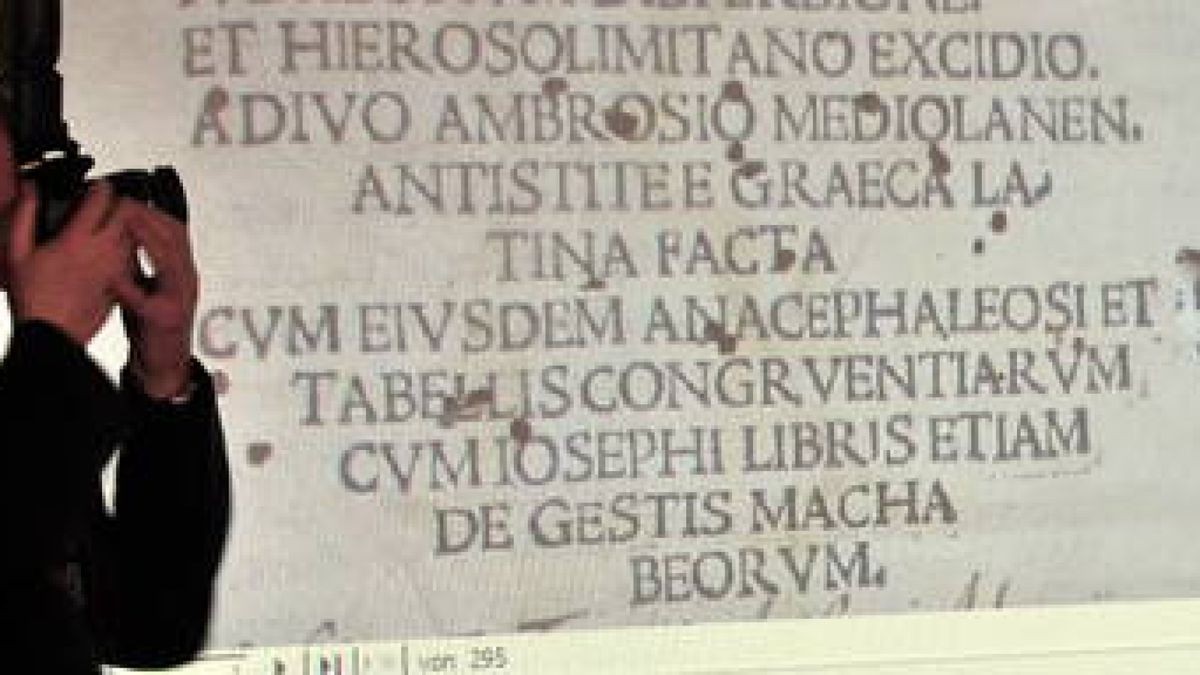 ET HIEROSOLIMITANO EXCIDIO.
A DIVO AMBROSIO MEDIOLANEN.
ANTISTITE E GRAECA LA
TINA FACTA
CVM EIVSDEM ANACEPHALEOSI ET
TABELLIS CONGRVENTIARVM
CVM IOSEPHI LIBRIS ETIAM
DE GESTIS MACHA
BEORVM.
von 295